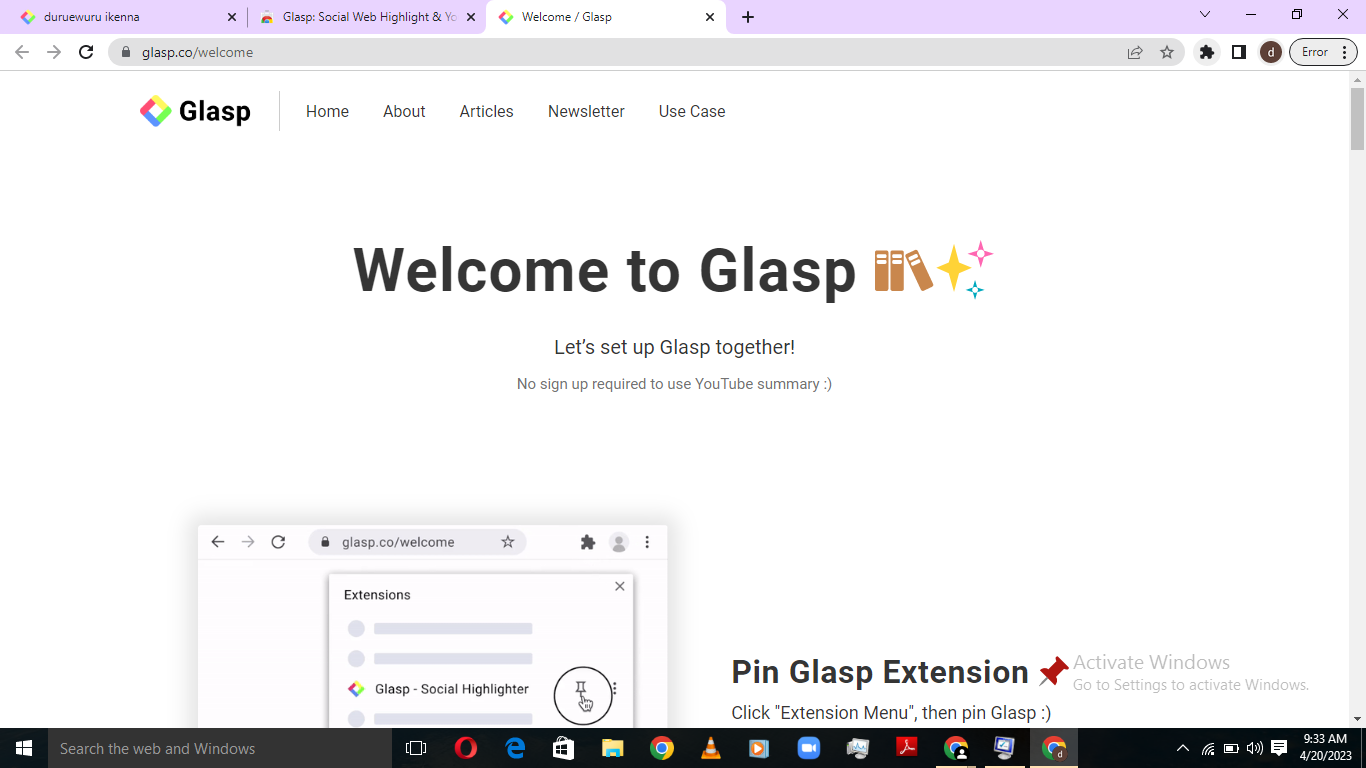 duruewuru ikenna
Glasp: Social Web Highlight & Yo
Welcome / Glasp
glasp.co/welcome
d
Error
Glasp
Home
About
Articles
Newsletter
Use Case
Welcome to Glasp
Let’s set up Glasp together!
No sign up required to use YouTube summary :)
glasp.co/welcome
Extensions
Glasp - Social Highlighter
Pin Glasp Extension
Click "Extension Menu", then pin Glasp :)
Activate Windows
Go to Settings to activate Windows.
Search the web and Windows
d
9:33 AM
4/20/2023